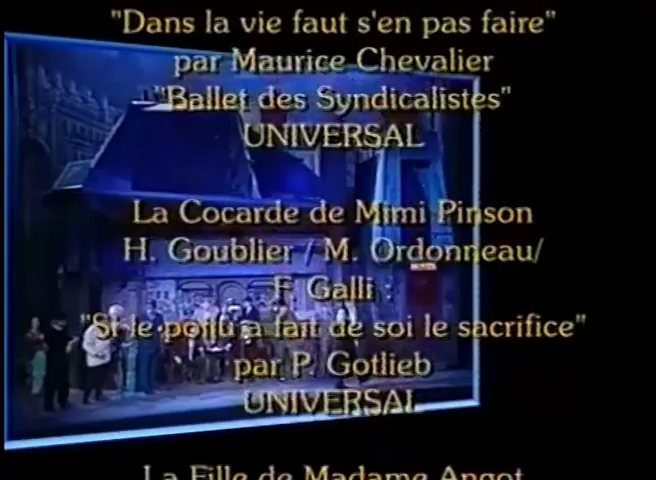 "Dans la vie faut s'en pas faire"
par Maurice Chevalier
"Ballet des Syndicalistes"
UNIVERSAL
La Cocarde de Mimi Pinson
H. Goublier / M. Ordonneau/
F. Galli :
"Si le poilu a fait de soi le sacrifice"
par P. Gotlieb
UNIVERSAL
La Fille de Madame Angot